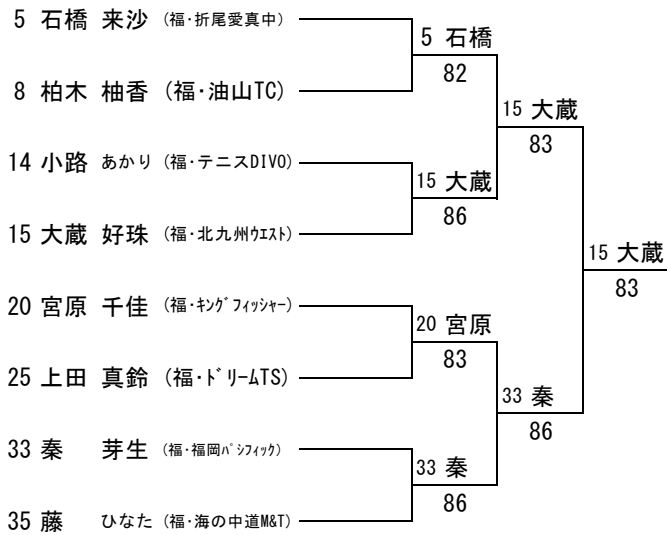 5 石橋 来沙 (福・折尾愛真中)
5 石橋
82
8 柏木 柚香 (福・油山TC)
15 大蔵
83
14 小路 あかり (福・テニスDIVO)
15 大蔵
86
15 大蔵 好珠 (福・北九州ウエスト)
15 大蔵
83
20 宮原 千佳 (福・キングフィッシャー)
20 宮原
83
25 上田 真鈴 (福・ドリームTS)
33 秦
86
33 秦 芽生 (福・福岡パシフィック)
33 秦
86
35 藤 ひなた (福・海の中道M&T)